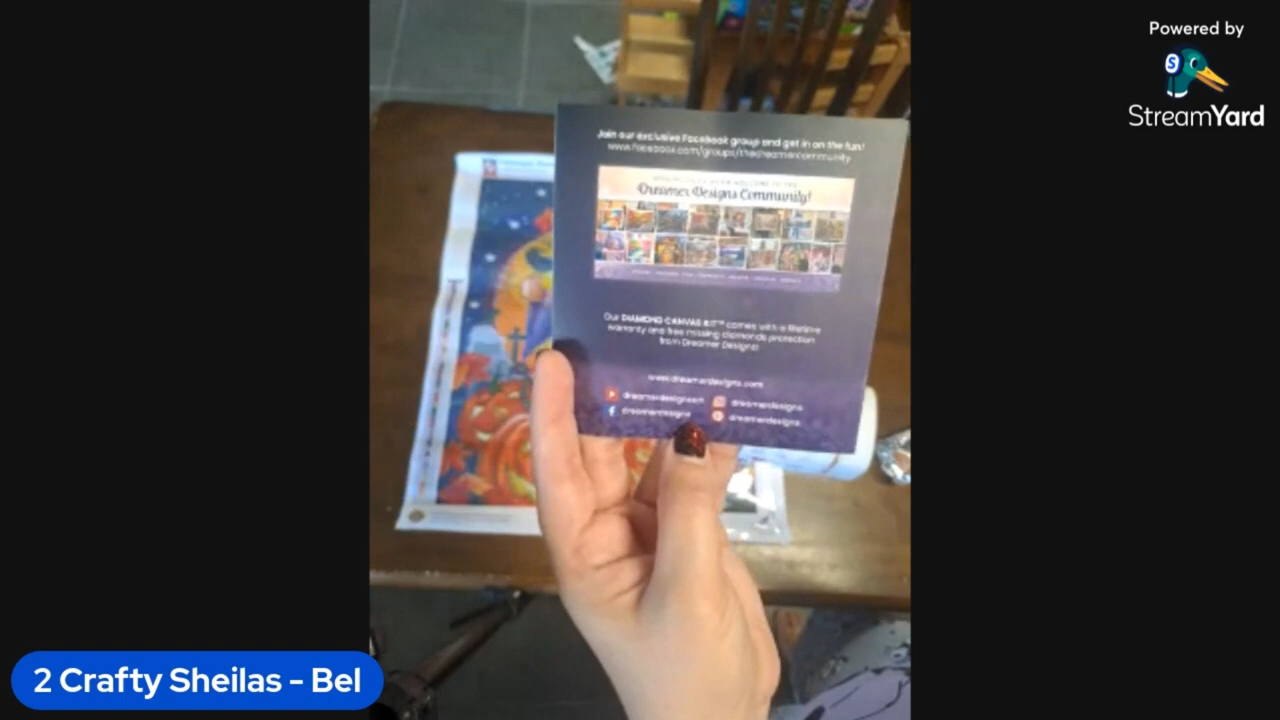 Powered by
StreamYard
Join our exclusive Facebook group and get in on the fun!
www.facebook.com/groups/thedreamercommunity
Dreamer Designs Community!
Our DIAMOND CANVAS KIT™ comes with a lifetime
warranty and free missing diamonds protection
from Dreamer Designs!
www.dreamerdesigns.com
dreamerdesigns
dreamerdesigns
dreamerdesigns
2 Crafty Sheilas - Bel